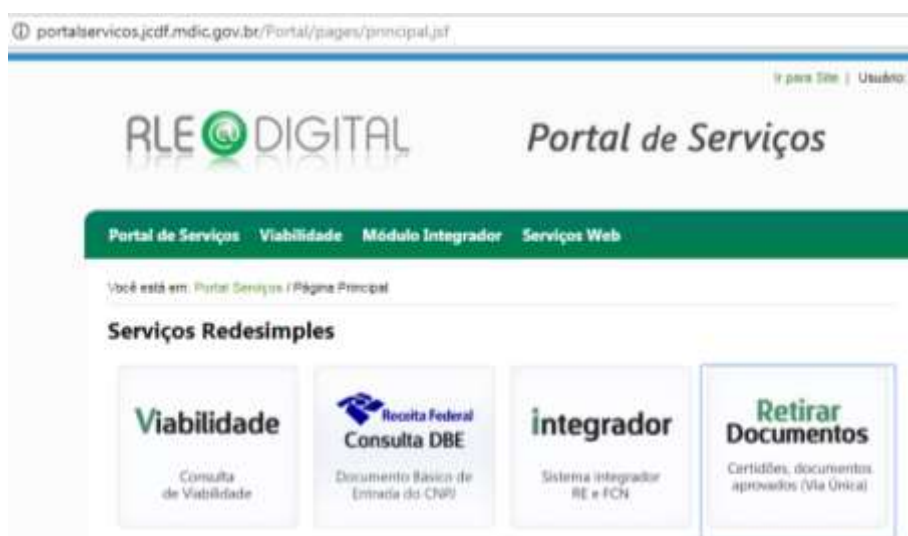 portalservicos.jcdf.mdic.gov.br/Portal/pages/principal.jsf
Ir para Site | Usuário:
RLE@DIGITAL
Portal de Serviços
Portal de Serviços Viabilidade Módulo Integrador Serviços Web
Você está em: Portal Serviços / Página Principal
Serviços Redesimples
Viabilidade
Consulta
de Viabilidade
Receita Federal
Consulta DBE
Documento Básico de
Entrada do CNPJ
integrador
Sistema integrador
RE e FCN
Retirar
Documentos
Certidões, documentos
aprovados (Via Única)